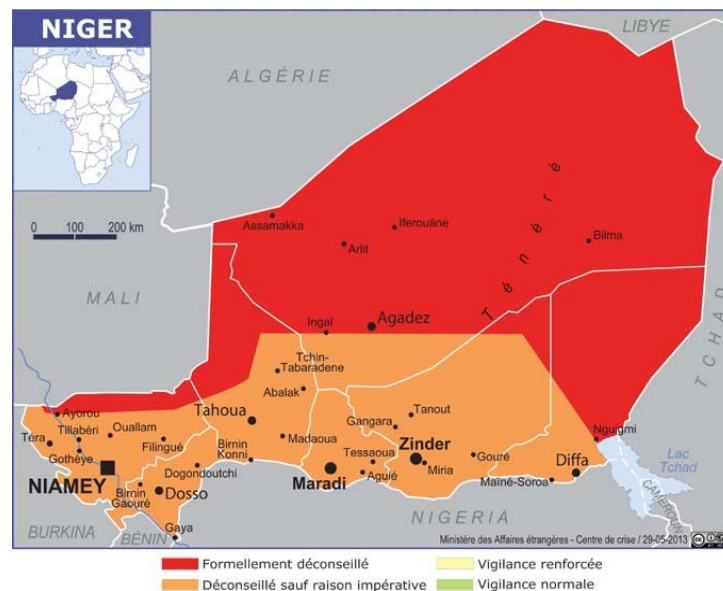 NIGER
ALGÉRIE
LIBYE
0 100 200 km
MALI
Assamakka
Iferouâne
Arlit
Bilma
Ténéré
TCHAD
Ingal
Agadez
Tchin-
Tabaradene
Abalak
Tahoua
Ayorou
Tillabéri
Ouallam
Téra
Gothèye
Filingué
Birnin
Konni
Madaoua
Tanout
Gangara
Tessaoua
Zinder
Gouré
Nguigmi
Lac
Tchad
NIAMEY
Dogondoutchi
Birnin
Gaouré
Dosso
Maradi
Aguié
Miria
Diffa
Maïné-Soroa
Gaya
BURKINA
BÉNIN
NIGERIA
CAMEROUN
Ministère des Affaires étrangères - Centre de crise / 29-05-2013
Formellement déconseillé
Vigilance renforcée
Déconseillé sauf raison impérative
Vigilance normale